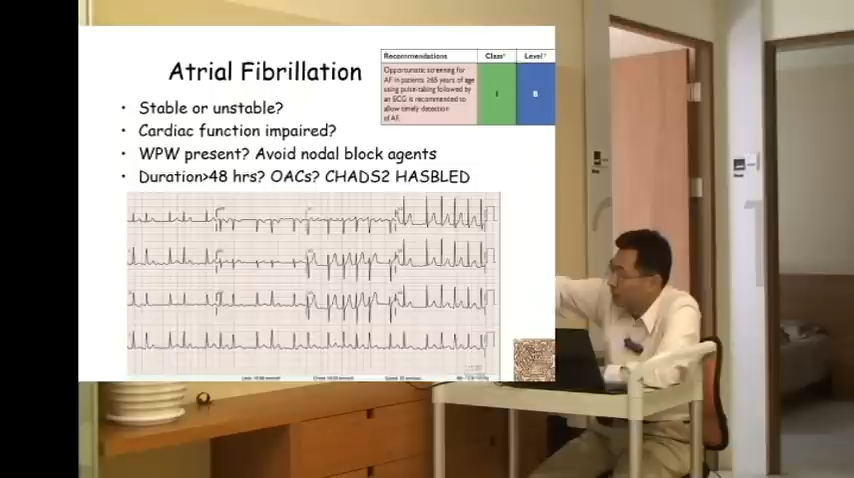 Atrial Fibrillation
Recommendations Class Level
Opportunistic screening for
AF in patients ≥65 years of age
using pulse-taking followed by
an ECG is recommended to
allow timely detection
of AF.
I
B
• Stable or unstable?
• Cardiac function impaired?
• WPW present? Avoid nodal block agents
• Duration>48 hrs? OACs? CHADS2 HASBLED